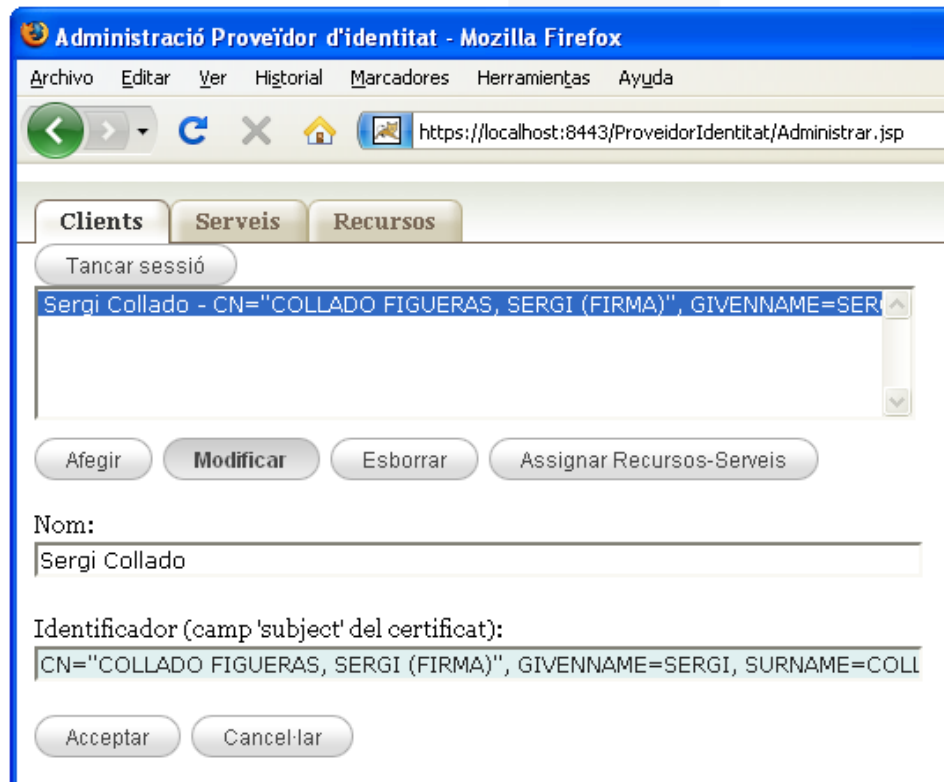 Administració Proveïdor d'identitat - Mozilla Firefox
Archivo Editar Ver Historial Marcadores Herramientas Ayuda
https://localhost:8443/ProveidorIdentitat/Administrar.jsp
Clients Serveis Recursos
Tancar sessió
Sergi Collado - CN="COLLADO FIGUERAS, SERGI (FIRMA)", GIVENNAME=SER
Afegir Modificar Esborrar Assignar Recursos-Serveis
Nom:
Sergi Collado
Identificador (camp 'subject' del certificat):
CN="COLLADO FIGUERAS, SERGI (FIRMA)", GIVENNAME=SERGI, SURNAME=COLL
Acceptar Cancel·lar